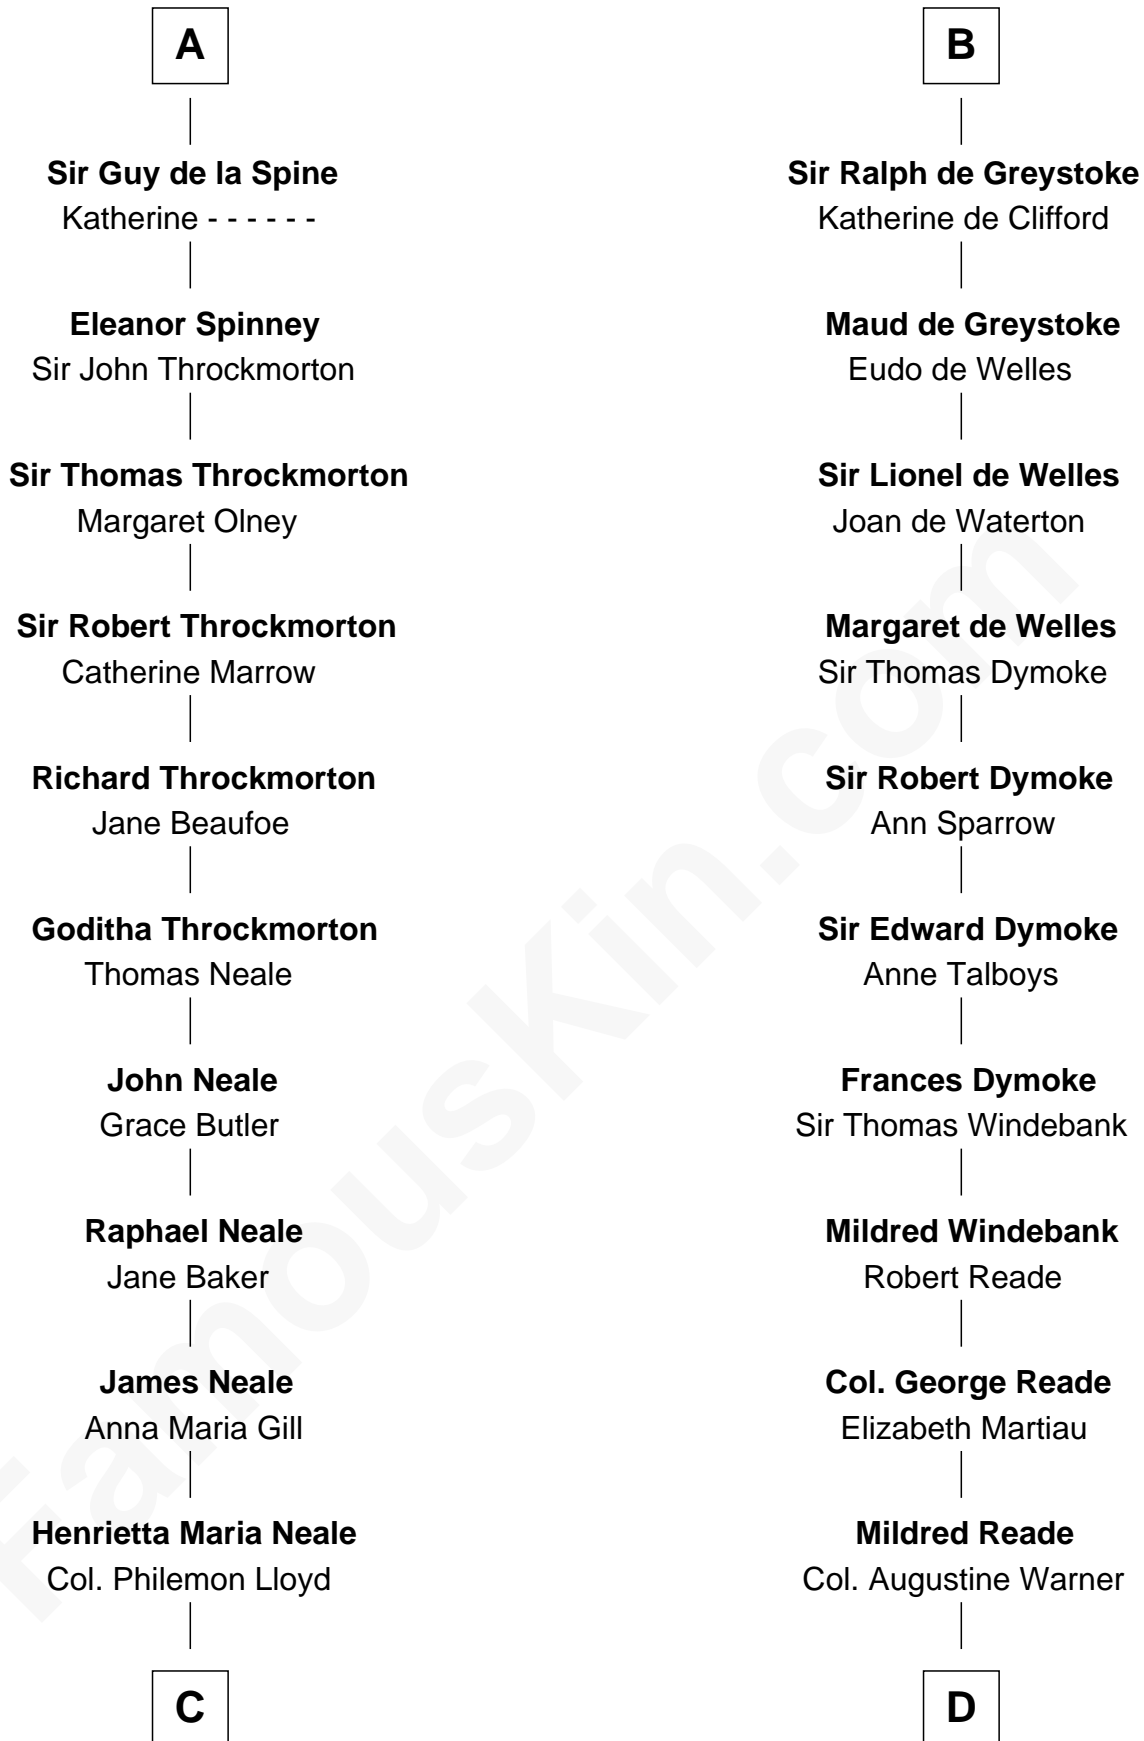 A
Sir Guy de la Spine
Katherine - - - - - -
Eleanor Spinney
Sir John Throckmorton
Sir Thomas Throckmorton
Margaret Olney
Sir Robert Throckmorton
Catherine Marrow
Richard Throckmorton
Jane Beaufoe
Goditha Throckmorton
Thomas Neale
John Neale
Grace Butler
Raphael Neale
Jane Baker
James Neale
Anna Maria Gill
Henrietta Maria Neale
Col. Philemon Lloyd
C
B
Sir Ralph de Greystoke
Katherine de Clifford
Maud de Greystoke
Eudo de Welles
Sir Lionel de Welles
Joan de Waterton
Margaret de Welles
Sir Thomas Dymoke
Sir Robert Dymoke
Ann Sparrow
Sir Edward Dymoke
Anne Talboys
Frances Dymoke
Sir Thomas Windebank
Mildred Windebank
Robert Reade
Col. George Reade
Elizabeth Martiau
Mildred Reade
Col. Augustine Warner
D
FamousKin.com